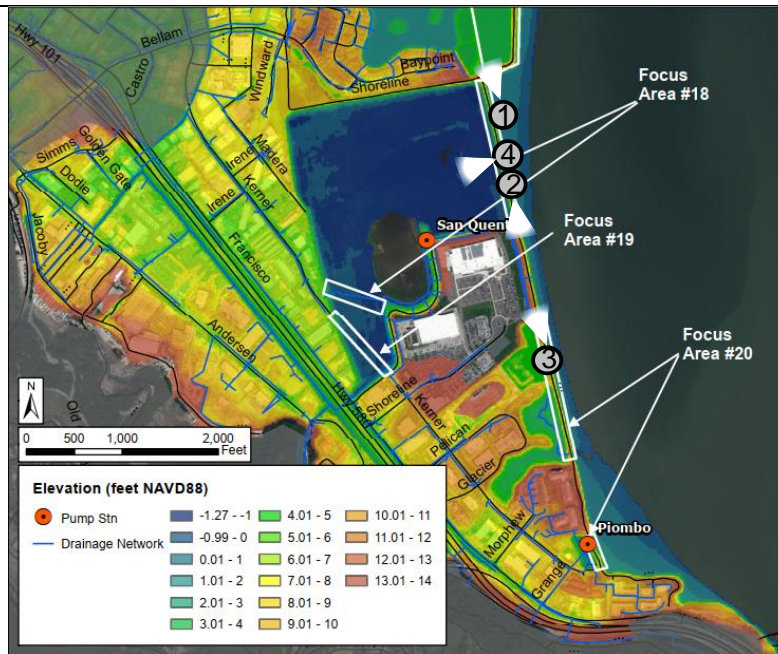 Hwy 101
Bellam
Castro
Windward
Baypoint
Shoreline
Focus
Area #18
1
4
2
Simms
Golden Gate
Dodie
Jacoby
Irene
Madera
Irene
Kerner
Francisco
San Quent
Focus
Area #19
Andersen
Hwy 580
Shoreline
Kerner
Pelican
Glacier
3
Focus
Area #20
Old
N
0 500 1,000 2,000
Feet
Morphew
Grange
Piombo
Elevation (feet NAVD88)
Pump Stn
Drainage Network
-1.27 - -1
-0.99 - 0
0.01 - 1
1.01 - 2
2.01 - 3
3.01 - 4
4.01 - 5
5.01 - 6
6.01 - 7
7.01 - 8
8.01 - 9
9.01 - 10
10.01 - 11
11.01 - 12
12.01 - 13
13.01 - 14